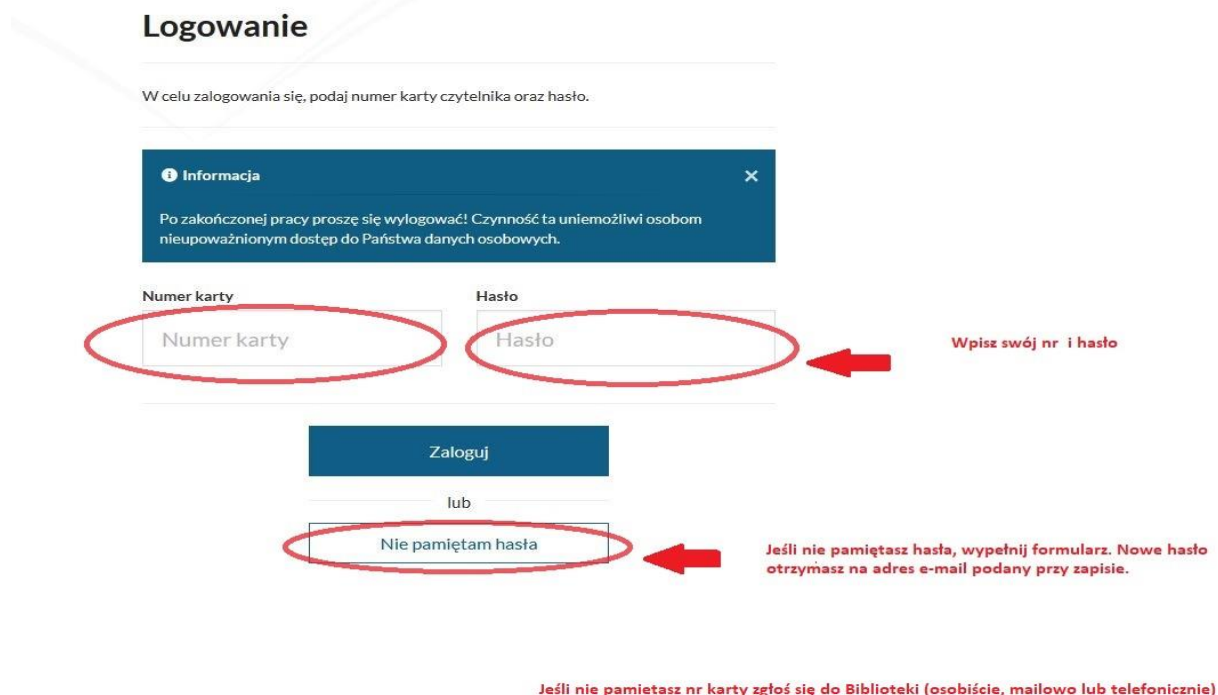 Logowanie
W celu zalogowania się, podaj numer karty czytelnika oraz hasło.
Informacja
Po zakończonej pracy proszę się wylogować! Czynność ta uniemożliwi osobom
nieupoważnionym dostęp do Państwa danych osobowych.
Numer karty
Hasło
Numer karty
Hasło
Wpisz swój nr i hasło
Zaloguj
lub
Nie pamiętam hasła
Jeśli nie pamiętasz hasła, wypełnij formularz. Nowe hasło
otrzymasz na adres e-mail podany przy zapisie.
Jeśli nie pamiętasz nr karty zgłoś się do Biblioteki (osobiście, mailowo lub telefonicznie)